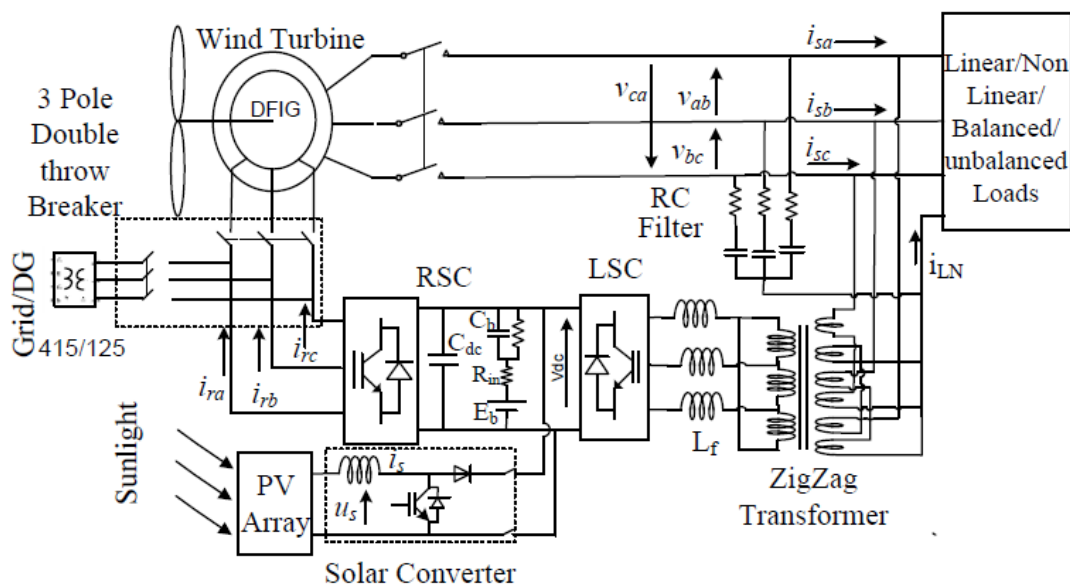 Wind Turbine
DFIG
3 Pole
Double
throw
Breaker
Grid/DG
415/125
i_sa
i_sb
i_sc
v_ca
v_ab
v_bc
Linear/Non
Linear/
Balanced/
unbalanced
Loads
RC
Filter
i_LN
RSC
LSC
C_dc
C_b
R_in
E_b
Vdc
i_ra
i_rb
i_rc
L_f
ZigZag
Transformer
Sunlight
PV
Array
i_s
u_s
Solar Converter